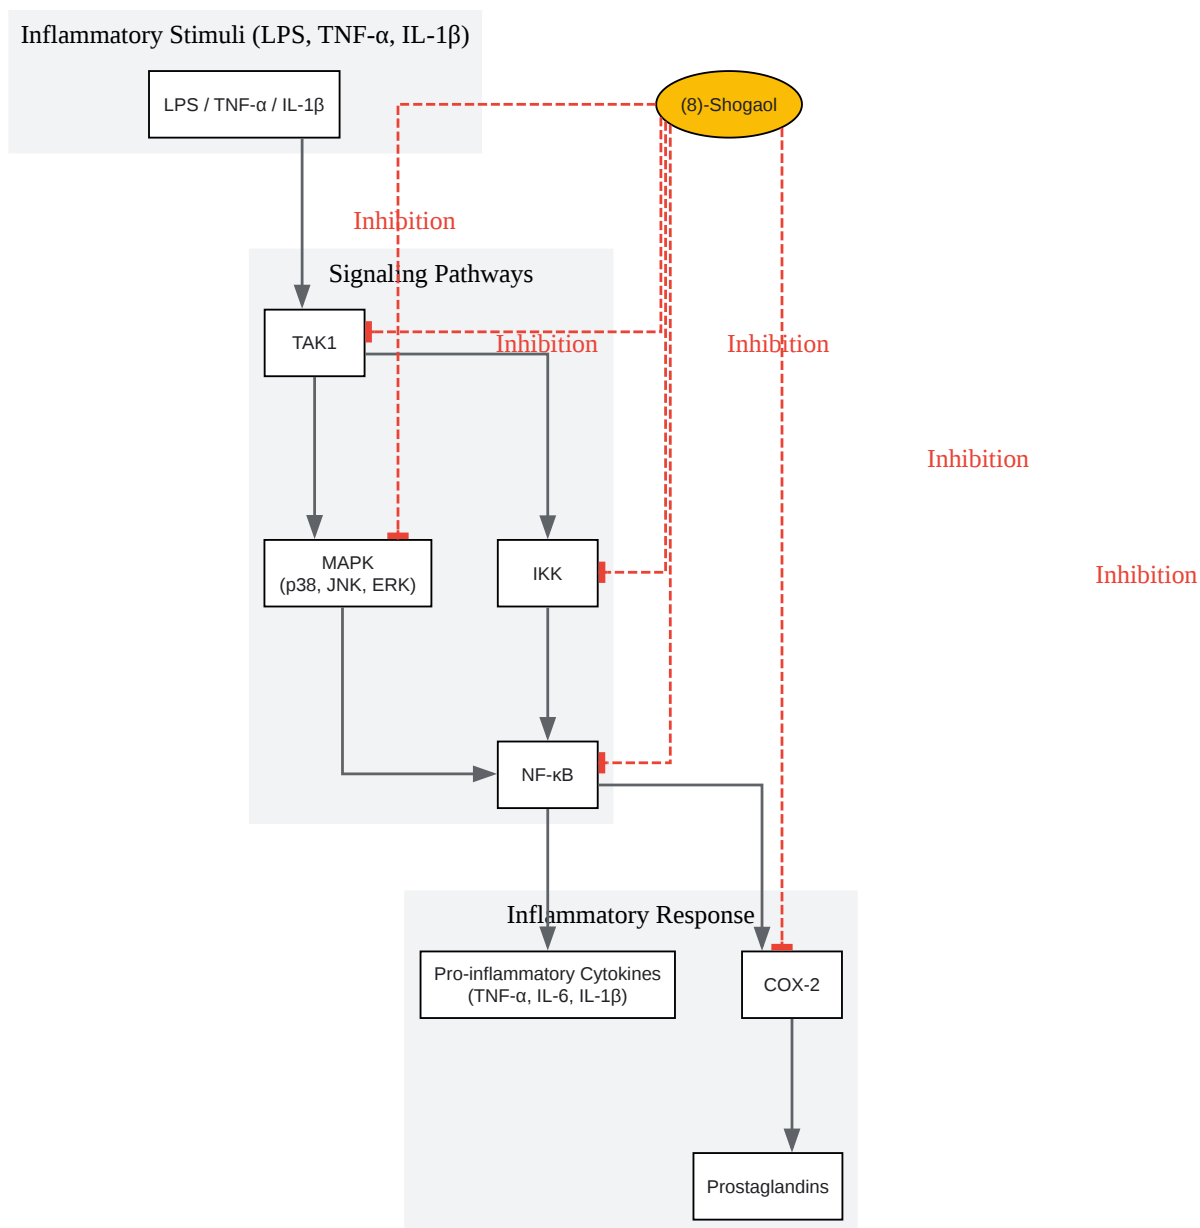 Inflammatory Stimuli (LPS, TNF-α, IL-1β)
LPS / TNF-α / IL-1β
(8)-Shogaol
Inhibition
Signaling Pathways
TAK1
Inhibition
Inhibition
Inhibition
MAPK
(p38, JNK, ERK)
IKK
Inhibition
NF-κB
Inflammatory Response
Pro-inflammatory Cytokines
(TNF-α, IL-6, IL-1β)
COX-2
Prostaglandins